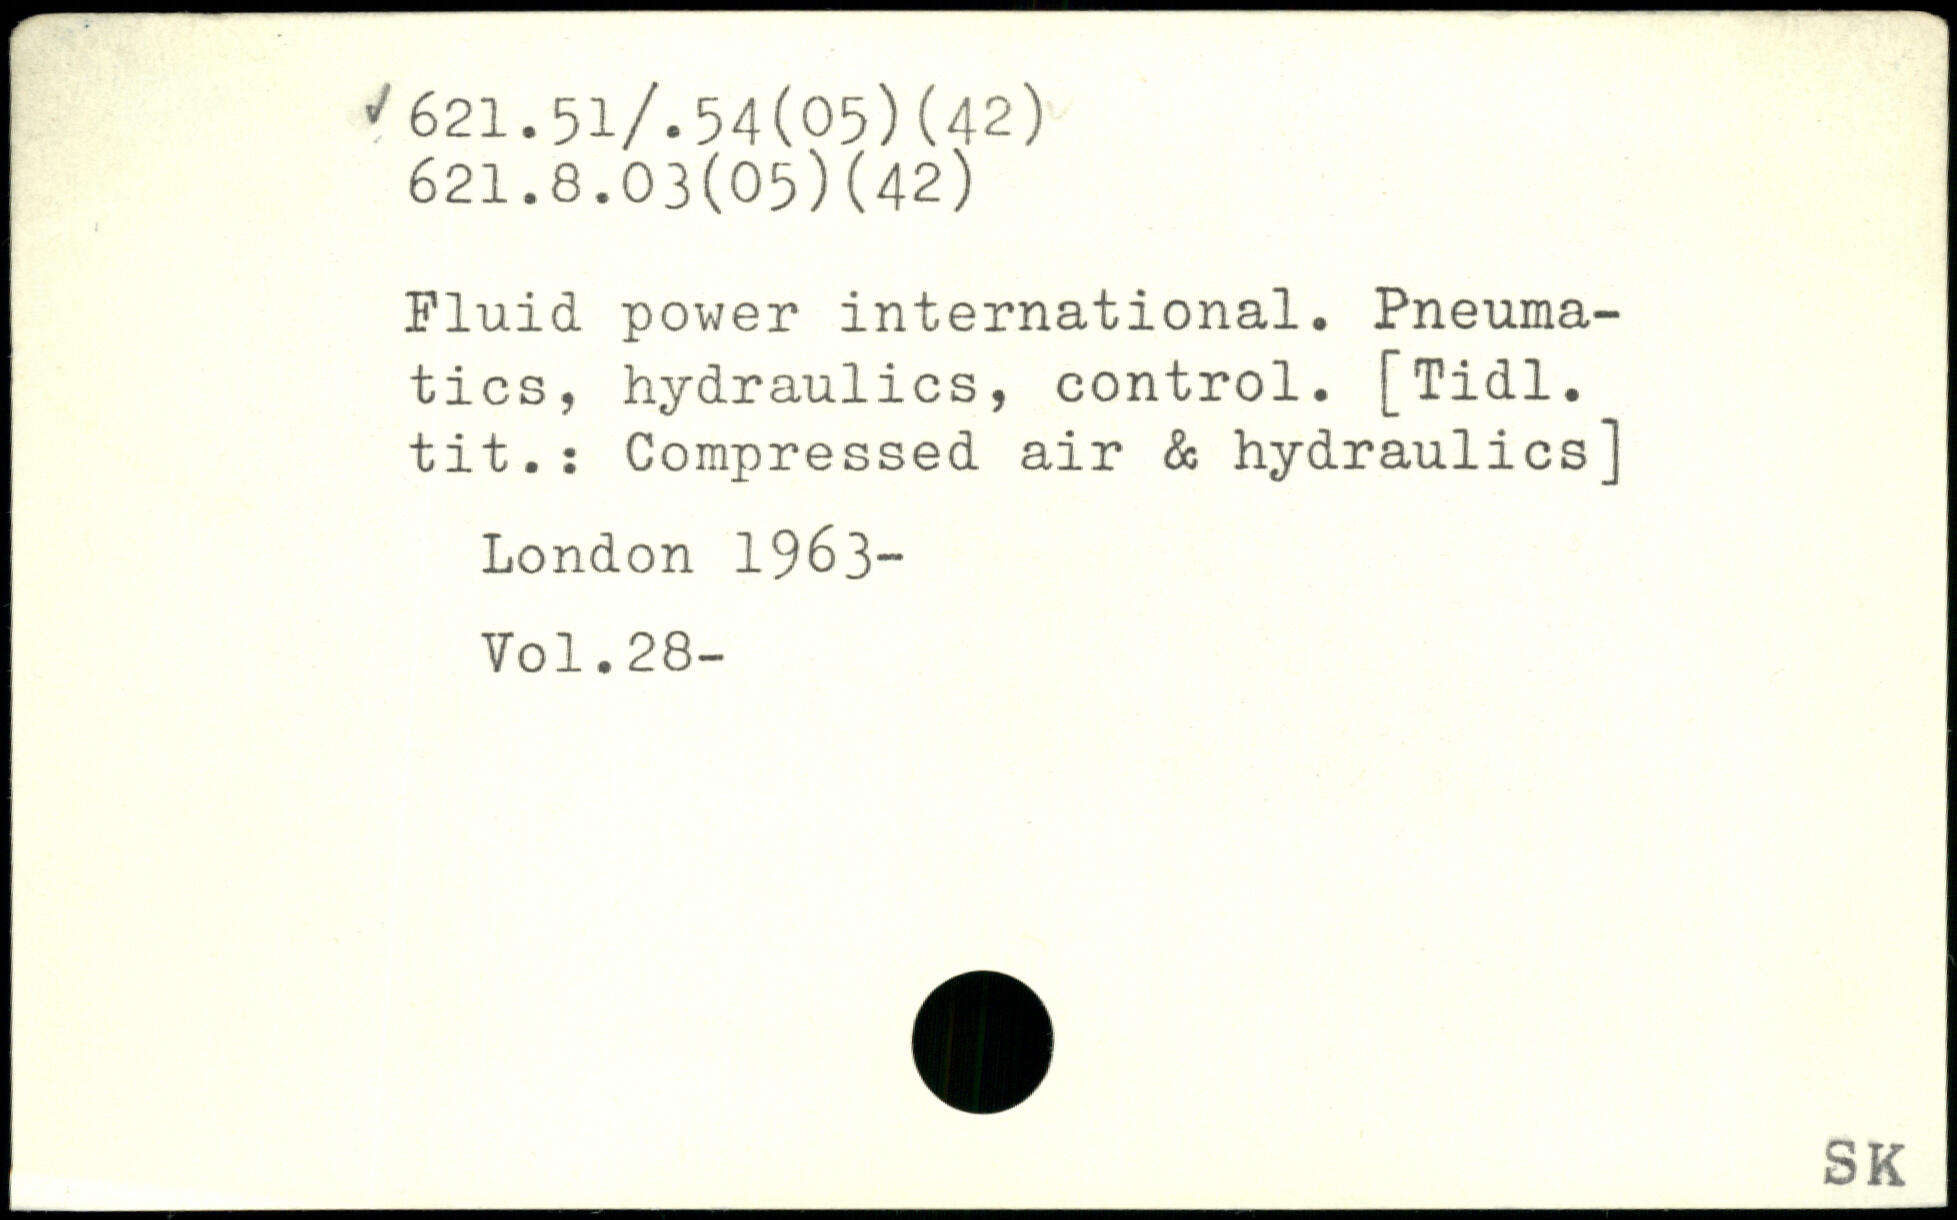 ✓ 621.51/.54(05)(42)
621.8.03(05)(42)
Fluid power international. Pneuma-
tics, hydraulics, control. [Tidl.
tit.: Compressed air & hydraulics]
London 1963-
Vol.28-
SK